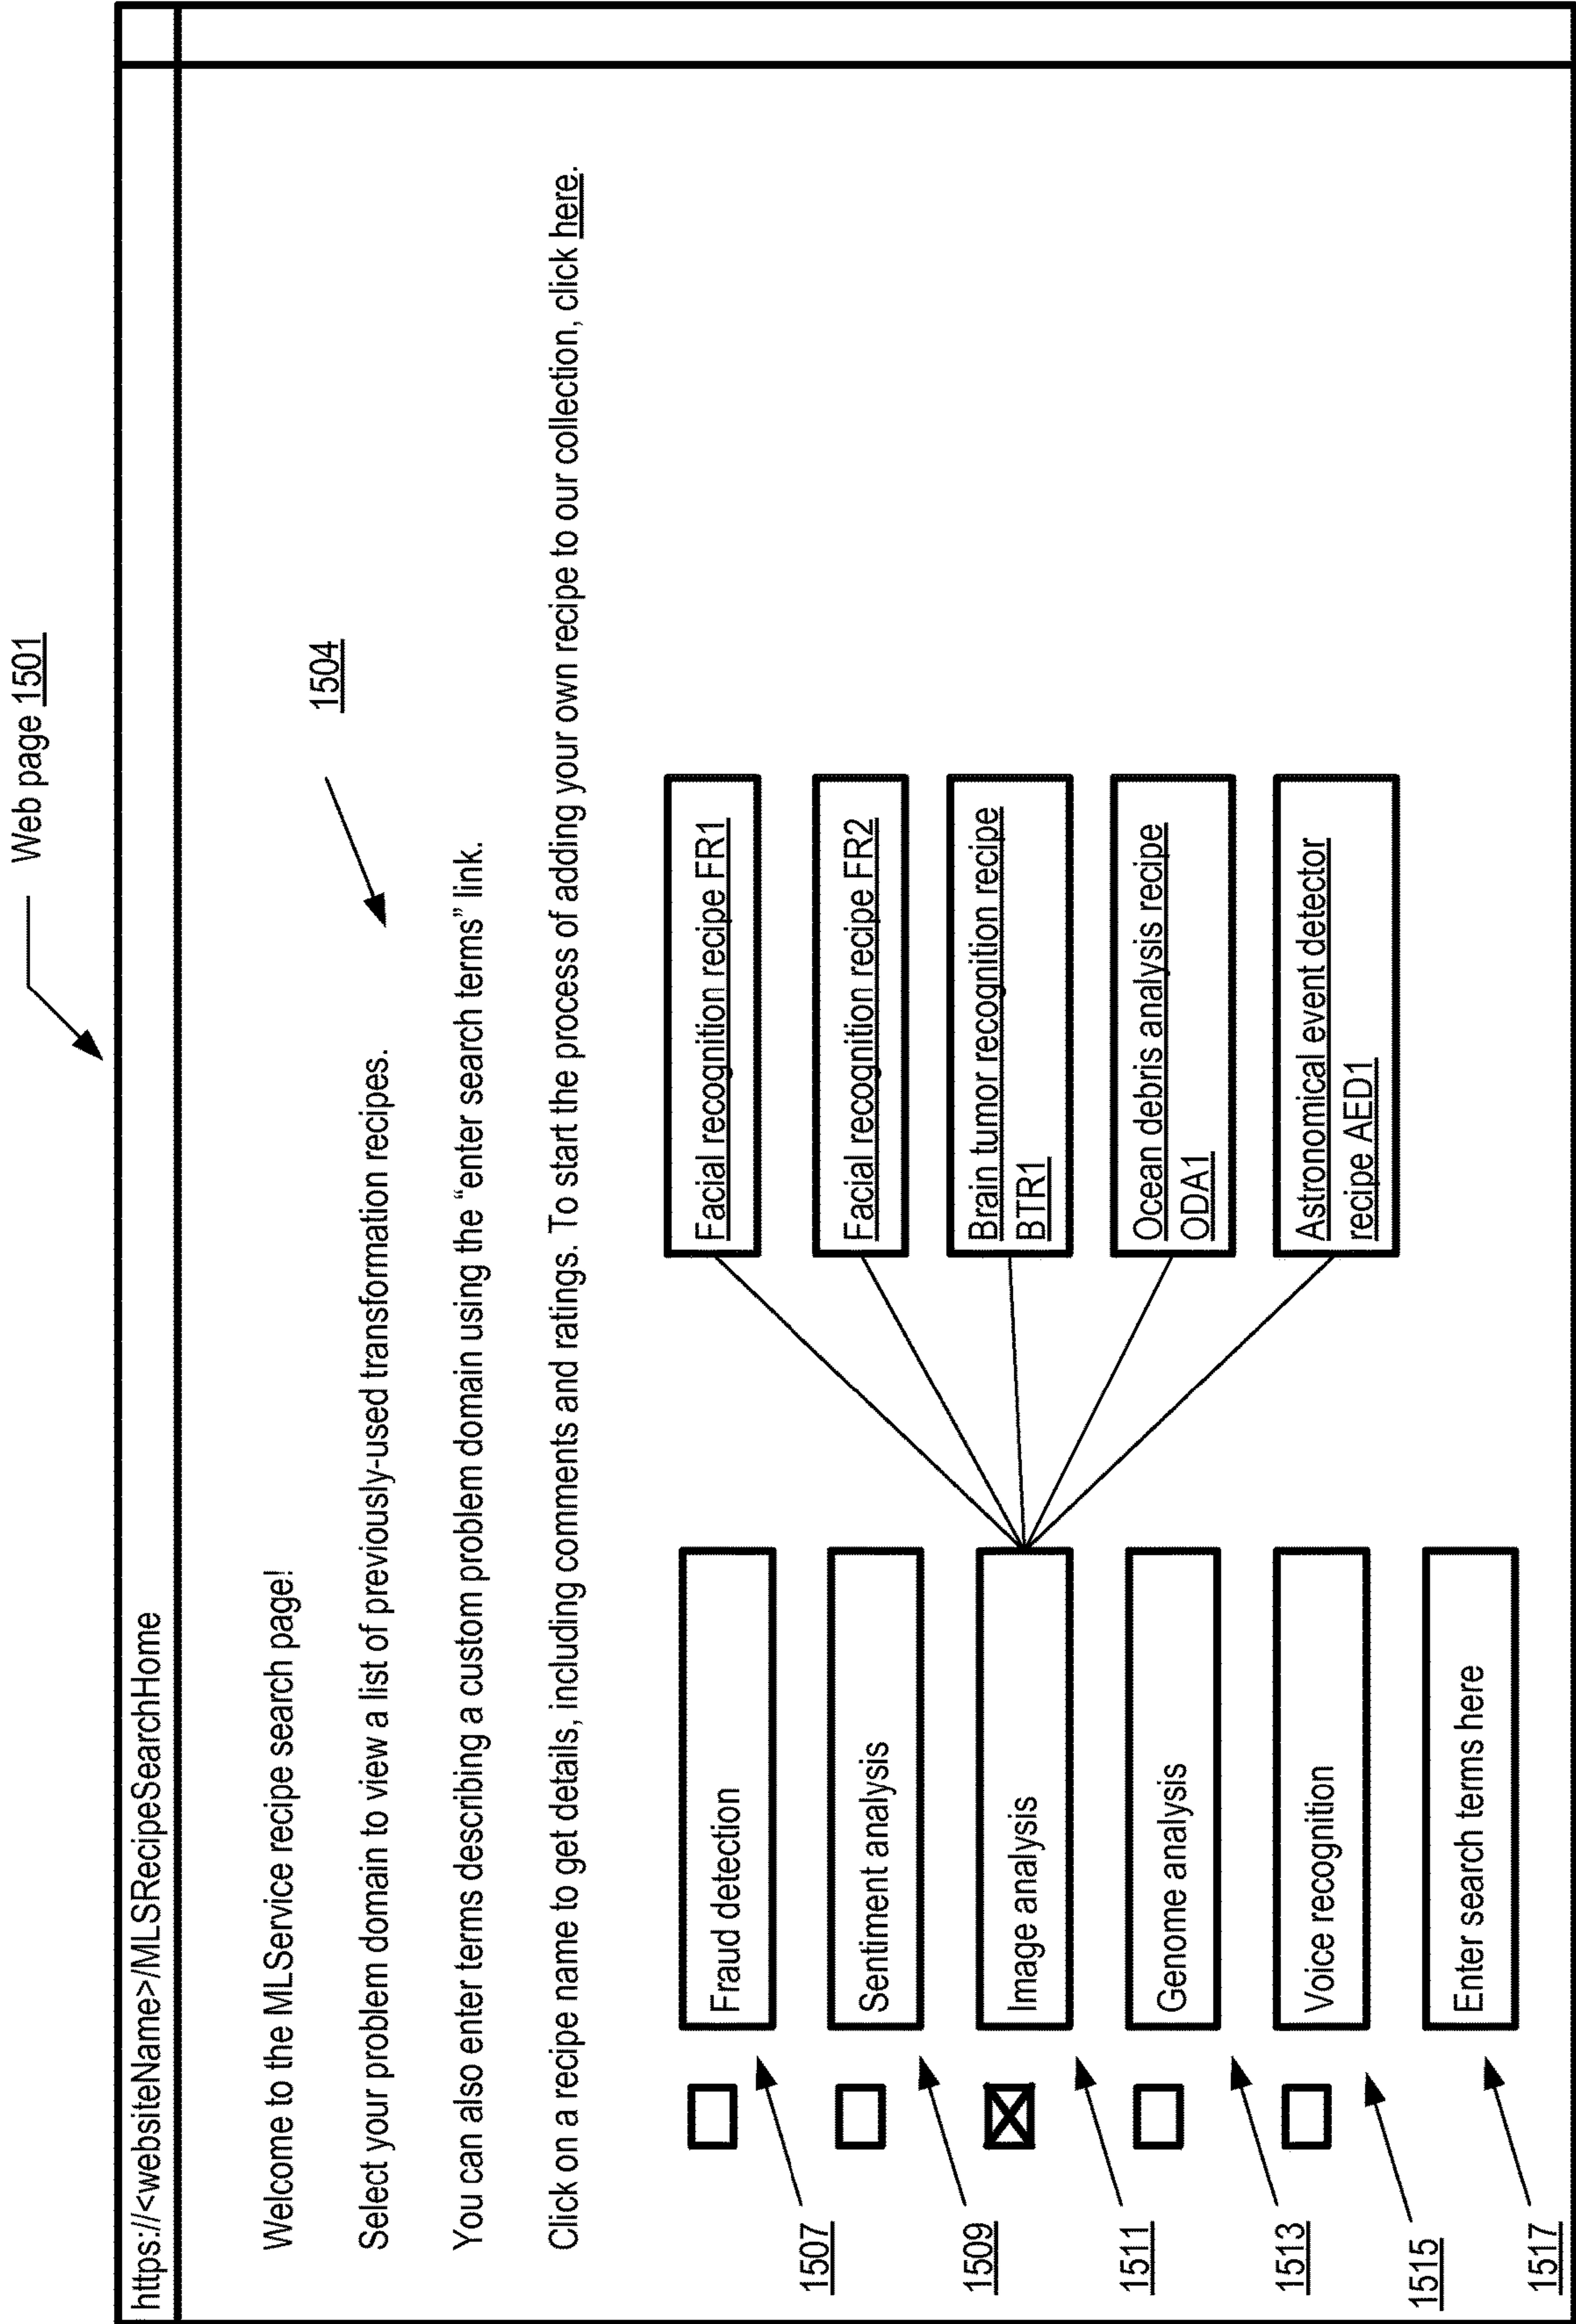 Web page 1501
https://<websiteName>/MLSRecipeSearchHome
Welcome to the MLService recipe search page!
1504
Select your problem domain to view a list of previously-used transformation recipes.
You can also enter terms describing a custom problem domain using the “enter search terms” link.
Click on a recipe name to get details, including comments and ratings. To start the process of adding your own recipe to our collection, click here.
1507
Fraud detection
1509
Sentiment analysis
1511
Image analysis
1513
Genome analysis
1515
Voice recognition
1517
Enter search terms here
Facial recognition recipe FR1
Facial recognition recipe FR2
Brain tumor recognition recipe
BTR1
Ocean debris analysis recipe
ODA1
Astronomical event detector
recipe AED1